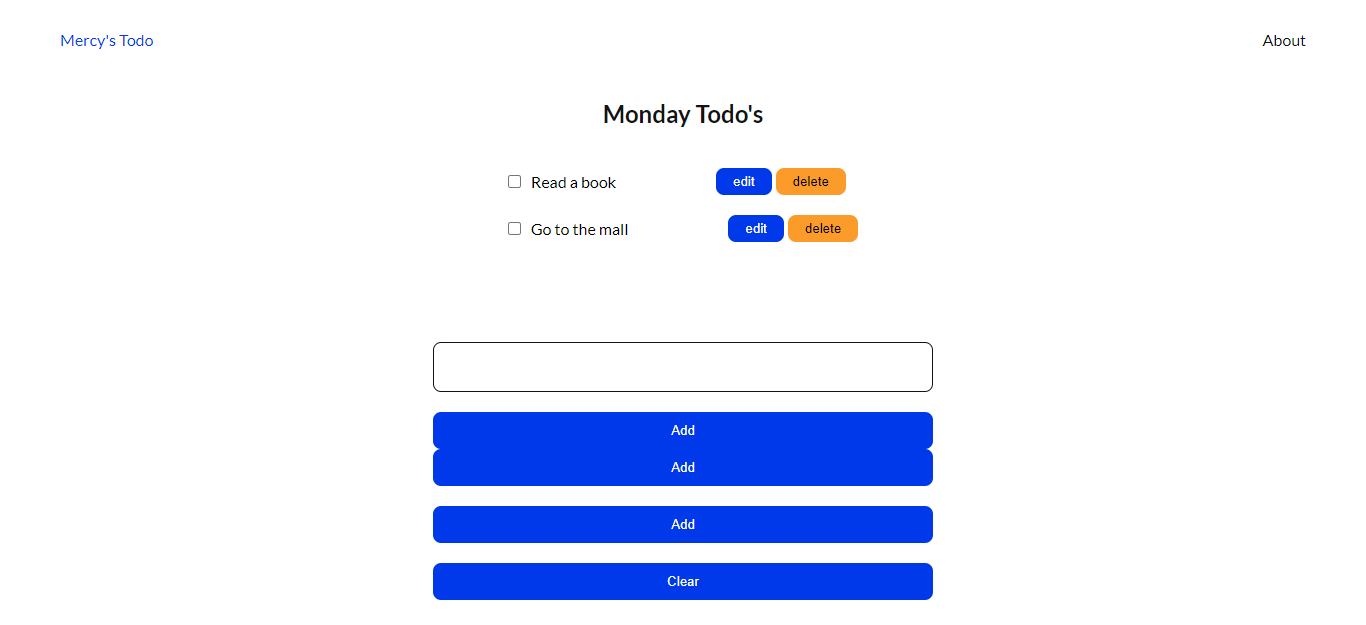 Mercy's Todo About
Monday Todo's
Read a book edit delete
Go to the mall edit delete
Add
Add
Add
Clear